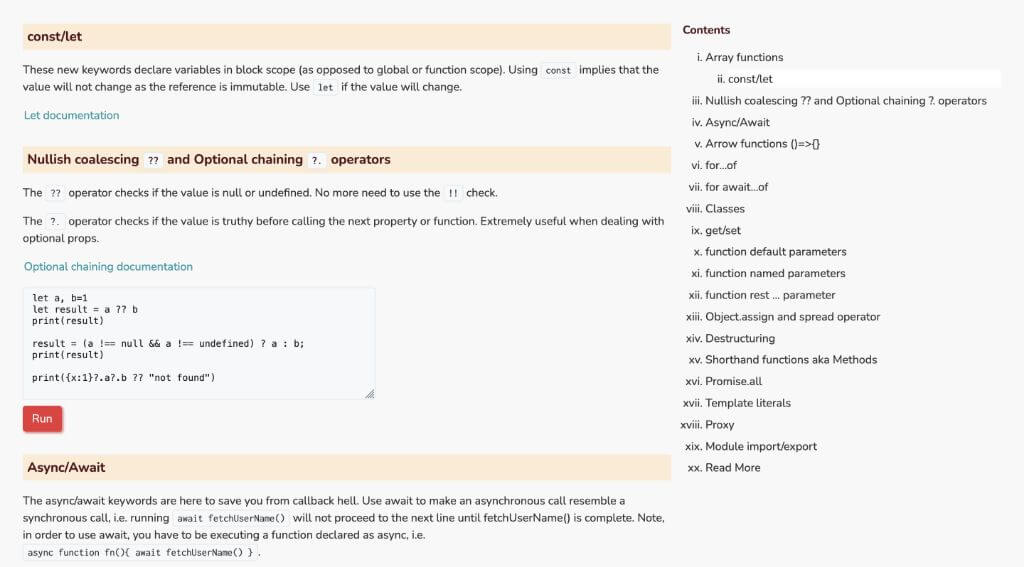 const/let
These new keywords declare variables in block scope (as opposed to global or function scope). Using const implies that the
value will not change as the reference is immutable. Use let if the value will change.
Let documentation
Nullish coalescing ?? and Optional chaining ?. operators
The ?? operator checks if the value is null or undefined. No more need to use the !! check.
The ?. operator checks if the value is truthy before calling the next property or function. Extremely useful when dealing with
optional props.
Optional chaining documentation
let a, b=1
let result = a ?? b
print(result)
result = (a !== null && a !== undefined) ? a : b;
print(result)
print({x:1}?.a?.b ?? "not found")
Run
Async/Await
The async/await keywords are here to save you from callback hell. Use await to make an asynchronous call resemble a
synchronous call, i.e. running await fetchUserName() will not proceed to the next line until fetchUserName() is complete. Note,
in order to use await, you have to be executing a function declared as async, i.e.
async function fn(){ await fetchUserName() } .
Contents
i. Array functions
ii. const/let
iii. Nullish coalescing ?? and Optional chaining ?. operators
iv. Async/Await
v. Arrow functions ()=>{}
vi. for...of
vii. for await...of
viii. Classes
ix. get/set
x. function default parameters
xi. function named parameters
xii. function rest ... parameter
xiii. Object.assign and spread operator
xiv. Destructuring
xv. Shorthand functions aka Methods
xvi. Promise.all
xvii. Template literals
xviii. Proxy
xix. Module import/export
xx. Read More